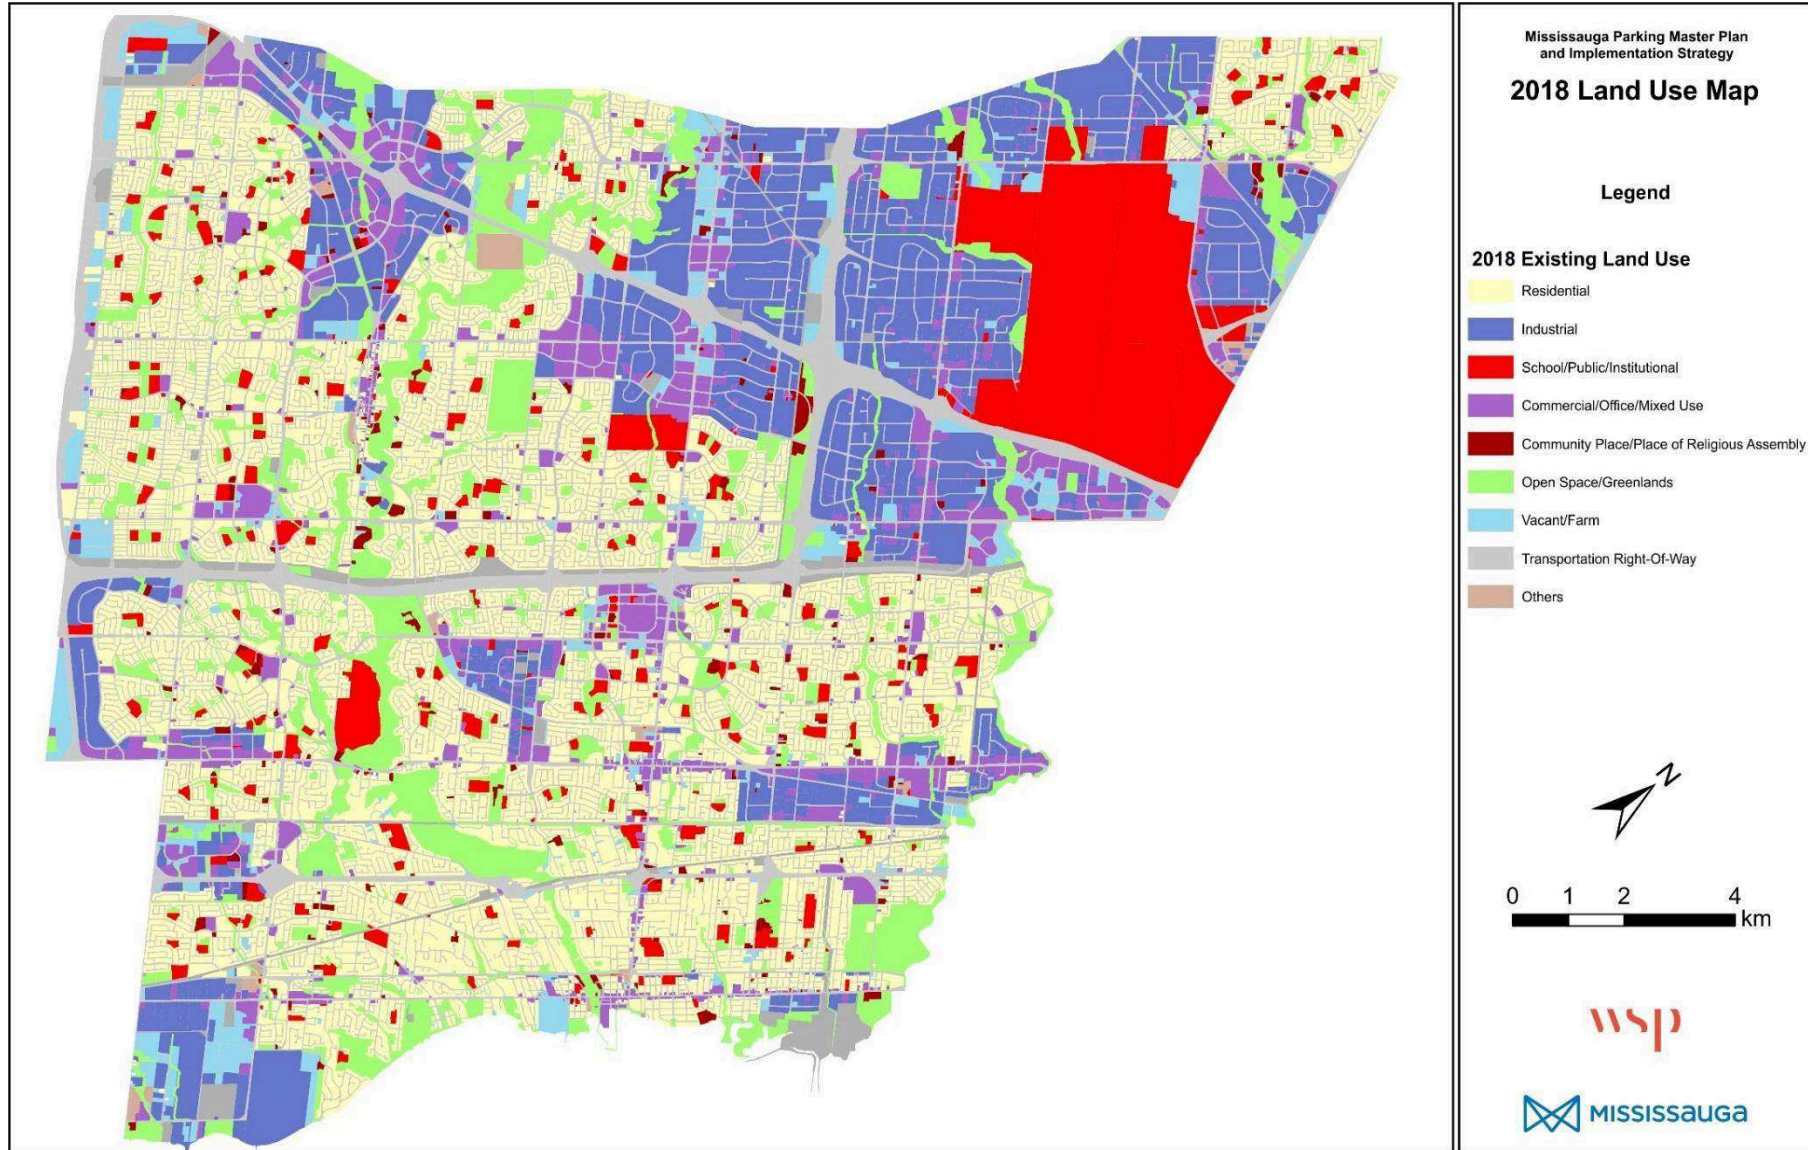 Mississauga Parking Master Plan
and Implementation Strategy
2018 Land Use Map
Legend
2018 Existing Land Use
Residential
Industrial
School/Public/Institutional
Commercial/Office/Mixed Use
Community Place/Place of Religious Assembly
Open Space/Greenlands
Vacant/Farm
Transportation Right-Of-Way
Others
N
0 1 2 4
km
wsp
MISSISSAUGA